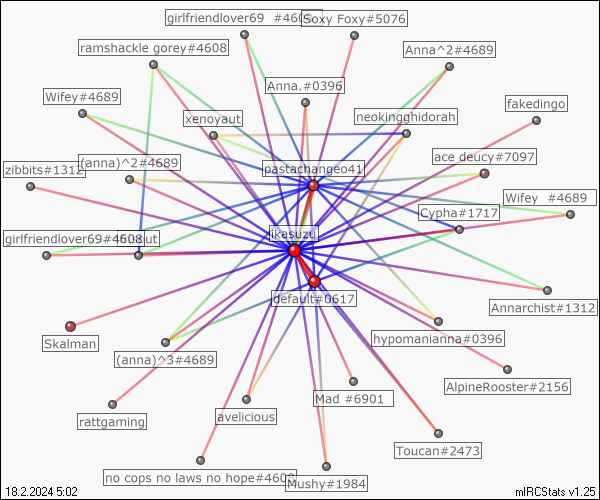 girlfriendlover69 #4608
Soxy Foxy#5076
ramshackle gorey#4608
Anna^2#4689
Anna.#0396
Wifey#4689
fakedingo
xenoyaut
neokingghidorah
zibbits#1312
(anna)^2#4689
pastachangeo41
ace deucy#7097
Wifey #4689
Cypha#1717
girlfriendlover69#4608
ut
ikasuzu
default#0617
Annarchist#1312
Skalman
(anna)^3#4689
hypomanianna#0396
AlpineRooster#2156
Mad #6901
rattgaming
avelicious
Toucan#2473
no cops no laws no hope#4608
Mushy#1984
18.2.2024 5:02
mIRCStats v1.25